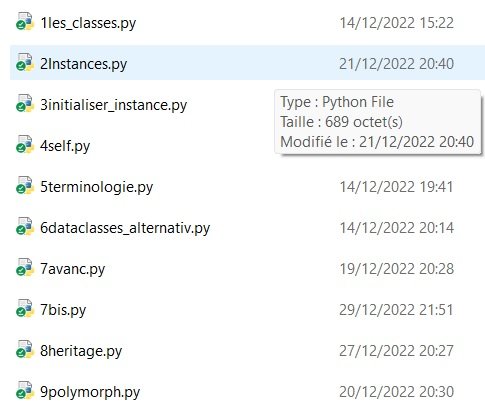 1les_classes.py 14/12/2022 15:22
2Instances.py 21/12/2022 20:40
3initialiser_instance.py
Type : Python File
Taille : 689 octet(s)
Modifié le : 21/12/2022 20:40
4self.py
5terminologie.py 14/12/2022 19:41
6dataclasses_alternativ.py 14/12/2022 20:14
7avanc.py 19/12/2022 20:28
7bis.py 29/12/2022 21:51
8heritage.py 27/12/2022 20:27
9polymorph.py 20/12/2022 20:30